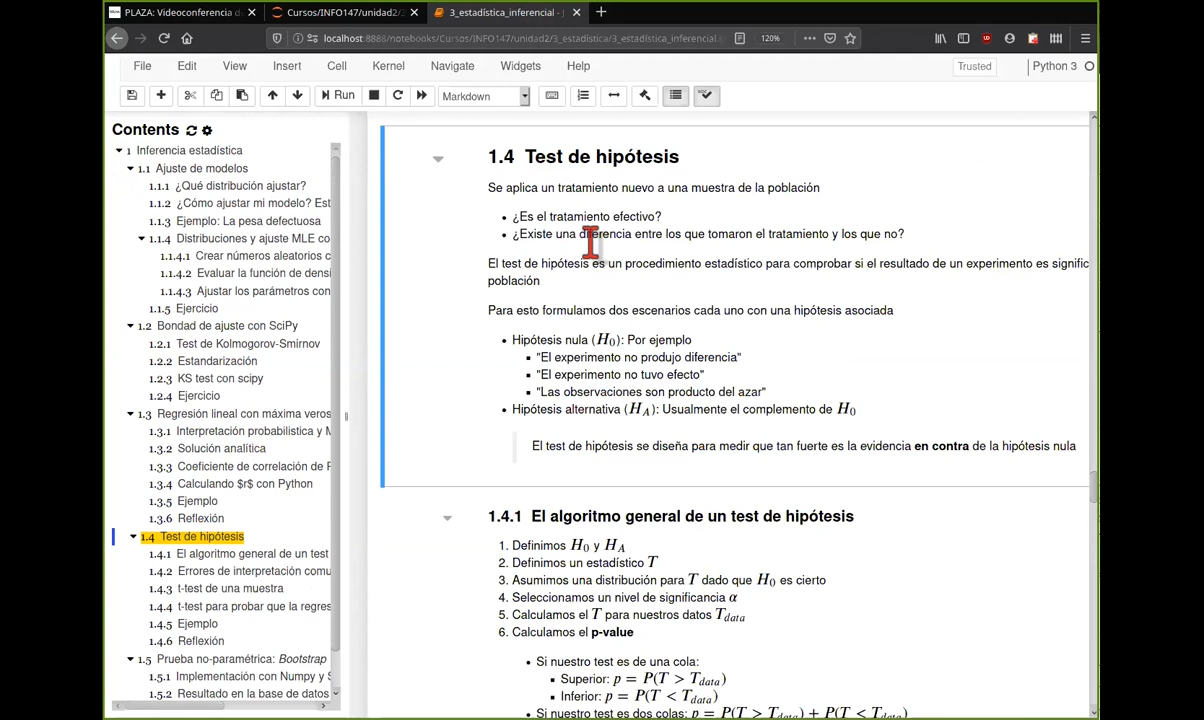 PLAZA: Videoconferencia d
Cursos/INFO147/unidad2/3
3_estadística_inferencial - J
localhost:8888/notebooks/Cursos/INFO147/unidad2/3_estadística/3_estadística_inferencial.i
120%
File Edit View Insert Cell Kernel Navigate Widgets Help
Trusted
Python 3
Run
Markdown
Contents
1 Inferencia estadística
1.1 Ajuste de modelos
1.1.1 ¿Qué distribución ajustar?
1.1.2 ¿Cómo ajustar mi modelo? Est
1.1.3 Ejemplo: La pesa defectuosa
1.1.4 Distribuciones y ajuste MLE co
1.1.4.1 Crear números aleatorios c
1.1.4.2 Evaluar la función de densi
1.1.4.3 Ajustar los parámetros con
1.1.5 Ejercicio
1.2 Bondad de ajuste con SciPy
1.2.1 Test de Kolmogorov-Smirnov
1.2.2 Estandarización
1.2.3 KS test con scipy
1.2.4 Ejercicio
1.3 Regresión lineal con máxima veros
1.3.1 Interpretación probabilistica y M
1.3.2 Solución analítica
1.3.3 Coeficiente de correlación de P
1.3.4 Calculando $r$ con Python
1.3.5 Ejemplo
1.3.6 Reflexión
1.4 Test de hipótesis
1.4.1 El algoritmo general de un test
1.4.2 Errores de interpretación comu
1.4.3 t-test de una muestra
1.4.4 t-test para probar que la regres
1.4.5 Ejemplo
1.4.6 Reflexión
1.5 Prueba no-paramétrica: Bootstrap
1.5.1 Implementación con Numpy y S
1.5.2 Resultado en la base de datos
1.4 Test de hipótesis
Se aplica un tratamiento nuevo a una muestra de la población
• ¿Es el tratamiento efectivo?
• ¿Existe una diferencia entre los que tomaron el tratamiento y los que no?
El test de hipótesis es un procedimiento estadístico para comprobar si el resultado de un experimento es signific
población
Para esto formulamos dos escenarios cada uno con una hipótesis asociada
• Hipótesis nula (H₀): Por ejemplo
▪ "El experimento no produjo diferencia"
▪ "El experimento no tuvo efecto"
▪ "Las observaciones son producto del azar"
• Hipótesis alternativa (H_A): Usualmente el complemento de H₀
El test de hipótesis se diseña para medir que tan fuerte es la evidencia en contra de la hipótesis nula
1.4.1 El algoritmo general de un test de hipótesis
1. Definimos H₀ y H_A
2. Definimos un estadístico T
3. Asumimos una distribución para T dado que H₀ es cierto
4. Seleccionamos un nivel de significancia α
5. Calculamos el T para nuestros datos T_data
6. Calculamos el p-value
• Si nuestro test es de una cola:
▪ Superior: p = P(T > T_data)
▪ Inferior: p = P(T < T_data)
• Si nuestro test es dos colas: p = P(T > T_data) + P(T < T_data)